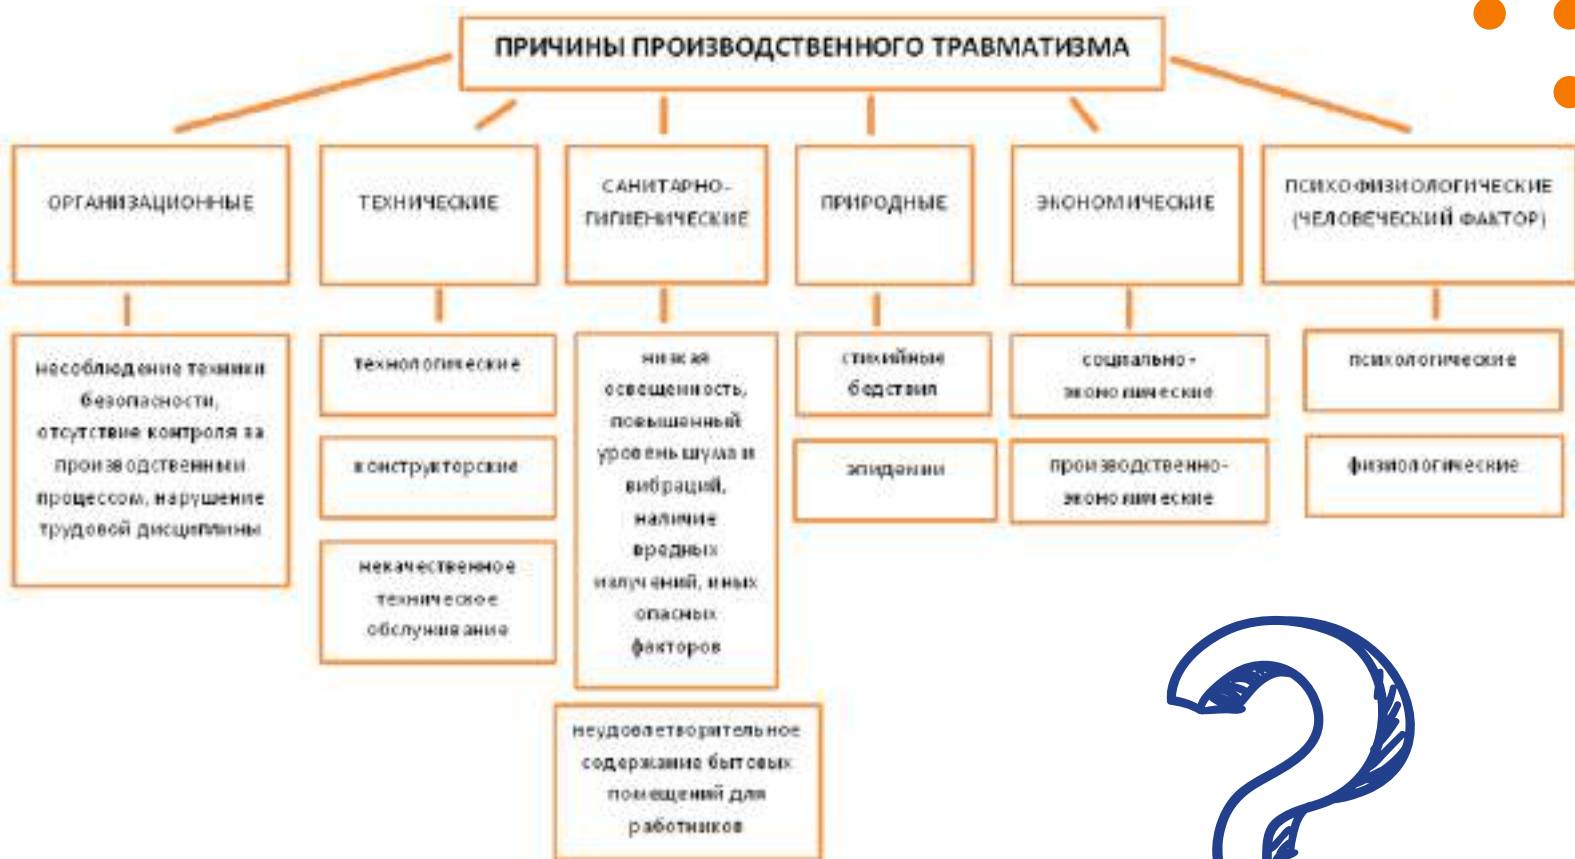 ПРИЧИНЫ ПРОИЗВОДСТВЕННОГО ТРАВМАТИЗМА
ОРГАНИЗАЦИОННЫЕ
несоблюдение техники
безопасности,
отсутствие контроля за
производственным
процессом, нарушение
трудовой дисциплины
ТЕХНИЧЕСКИЕ
технологические
конструкторские
некачественное
техническое
обслуживание
САНИТАРНО-
ГИГИЕНИЧЕСКИЕ
низкая
освещенность,
повышенный
уровень шума и
вибраций,
наличие
вредных
излучений, иных
опасных
факторов
неудовлетворительное
содержание бытовых
помещений для
работников
ПРИРОДНЫЕ
стихийные
бедствия
эпидемии
ЭКОНОМИЧЕСКИЕ
социально-
экономические
производственно-
экономические
ПСИХОФИЗИОЛОГИЧЕСКИЕ
(ЧЕЛОВЕЧЕСКИЙ ФАКТОР)
психологические
физиологические
?